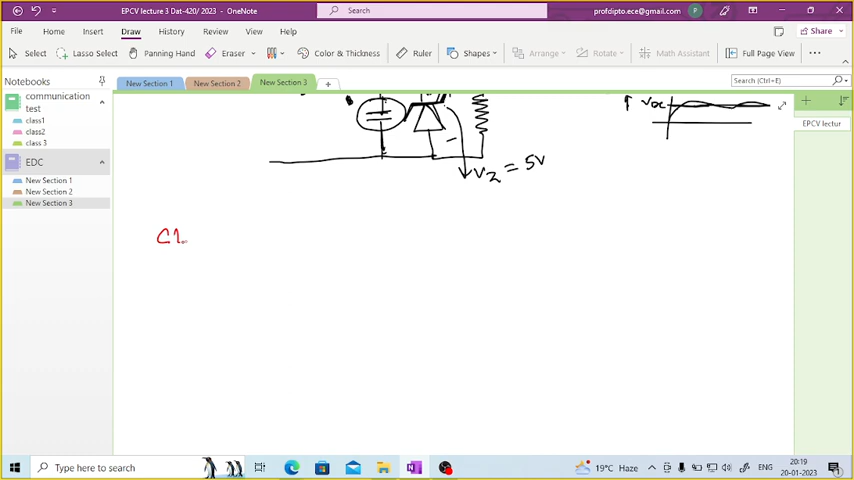 EPCV lecture 3 Dat-420/ 2023 - OneNote
Search
profdipto.ece@gmail.com
P
File Home Insert Draw History Review View Help
Share
Select Lasso Select Panning Hand Eraser Color & Thickness Ruler Shapes Arrange Rotate Math Assistant Full Page View
Notebooks
New Section 1 New Section 2 New Section 3
Search (Ctrl+E)
communication
test
class1
class2
class 3
EDC
New Section 1
New Section 2
New Section 3
EPCV lectur
VDC
Vz = 5V
Type here to search
19°C Haze
ENG
20:19
20-01-2023
1